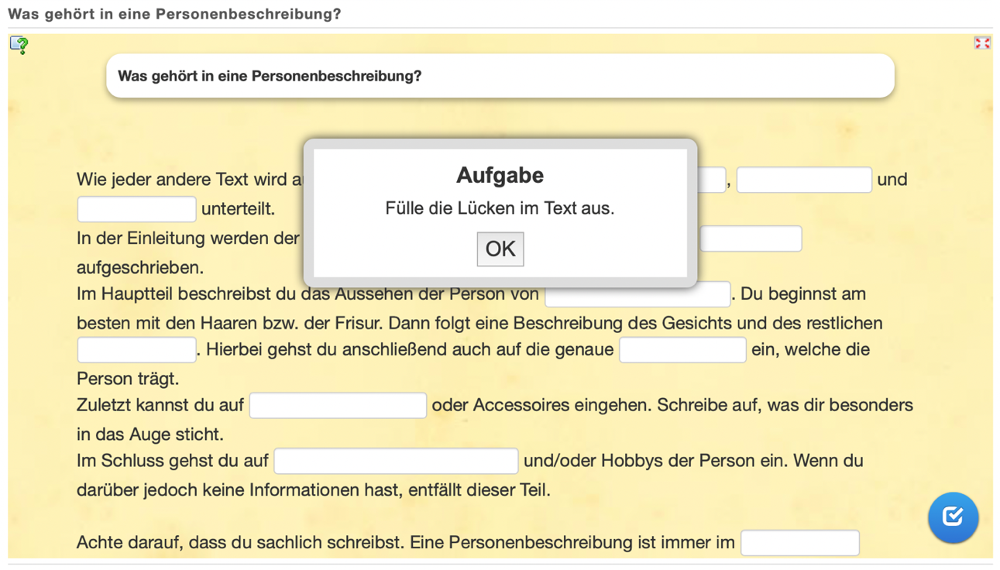 Was gehört in eine Personenbeschreibung?
Was gehört in eine Personenbeschreibung?
Aufgabe
Fülle die Lücken im Text aus.
OK
Wie jeder andere Text wird , und
unterteilt.
In der Einleitung werden der
aufgeschrieben.
Im Hauptteil beschreibst du das Aussehen der Person von . Du beginnst am
besten mit den Haaren bzw. der Frisur. Dann folgt eine Beschreibung des Gesichts und des restlichen
. Hierbei gehst du anschließend auch auf die genaue ein, welche die
Person trägt.
Zuletzt kannst du auf oder Accessoires eingehen. Schreibe auf, was dir besonders
in das Auge sticht.
Im Schluss gehst du auf und/oder Hobbys der Person ein. Wenn du
darüber jedoch keine Informationen hast, entfällt dieser Teil.
Achte darauf, dass du sachlich schreibst. Eine Personenbeschreibung ist immer im